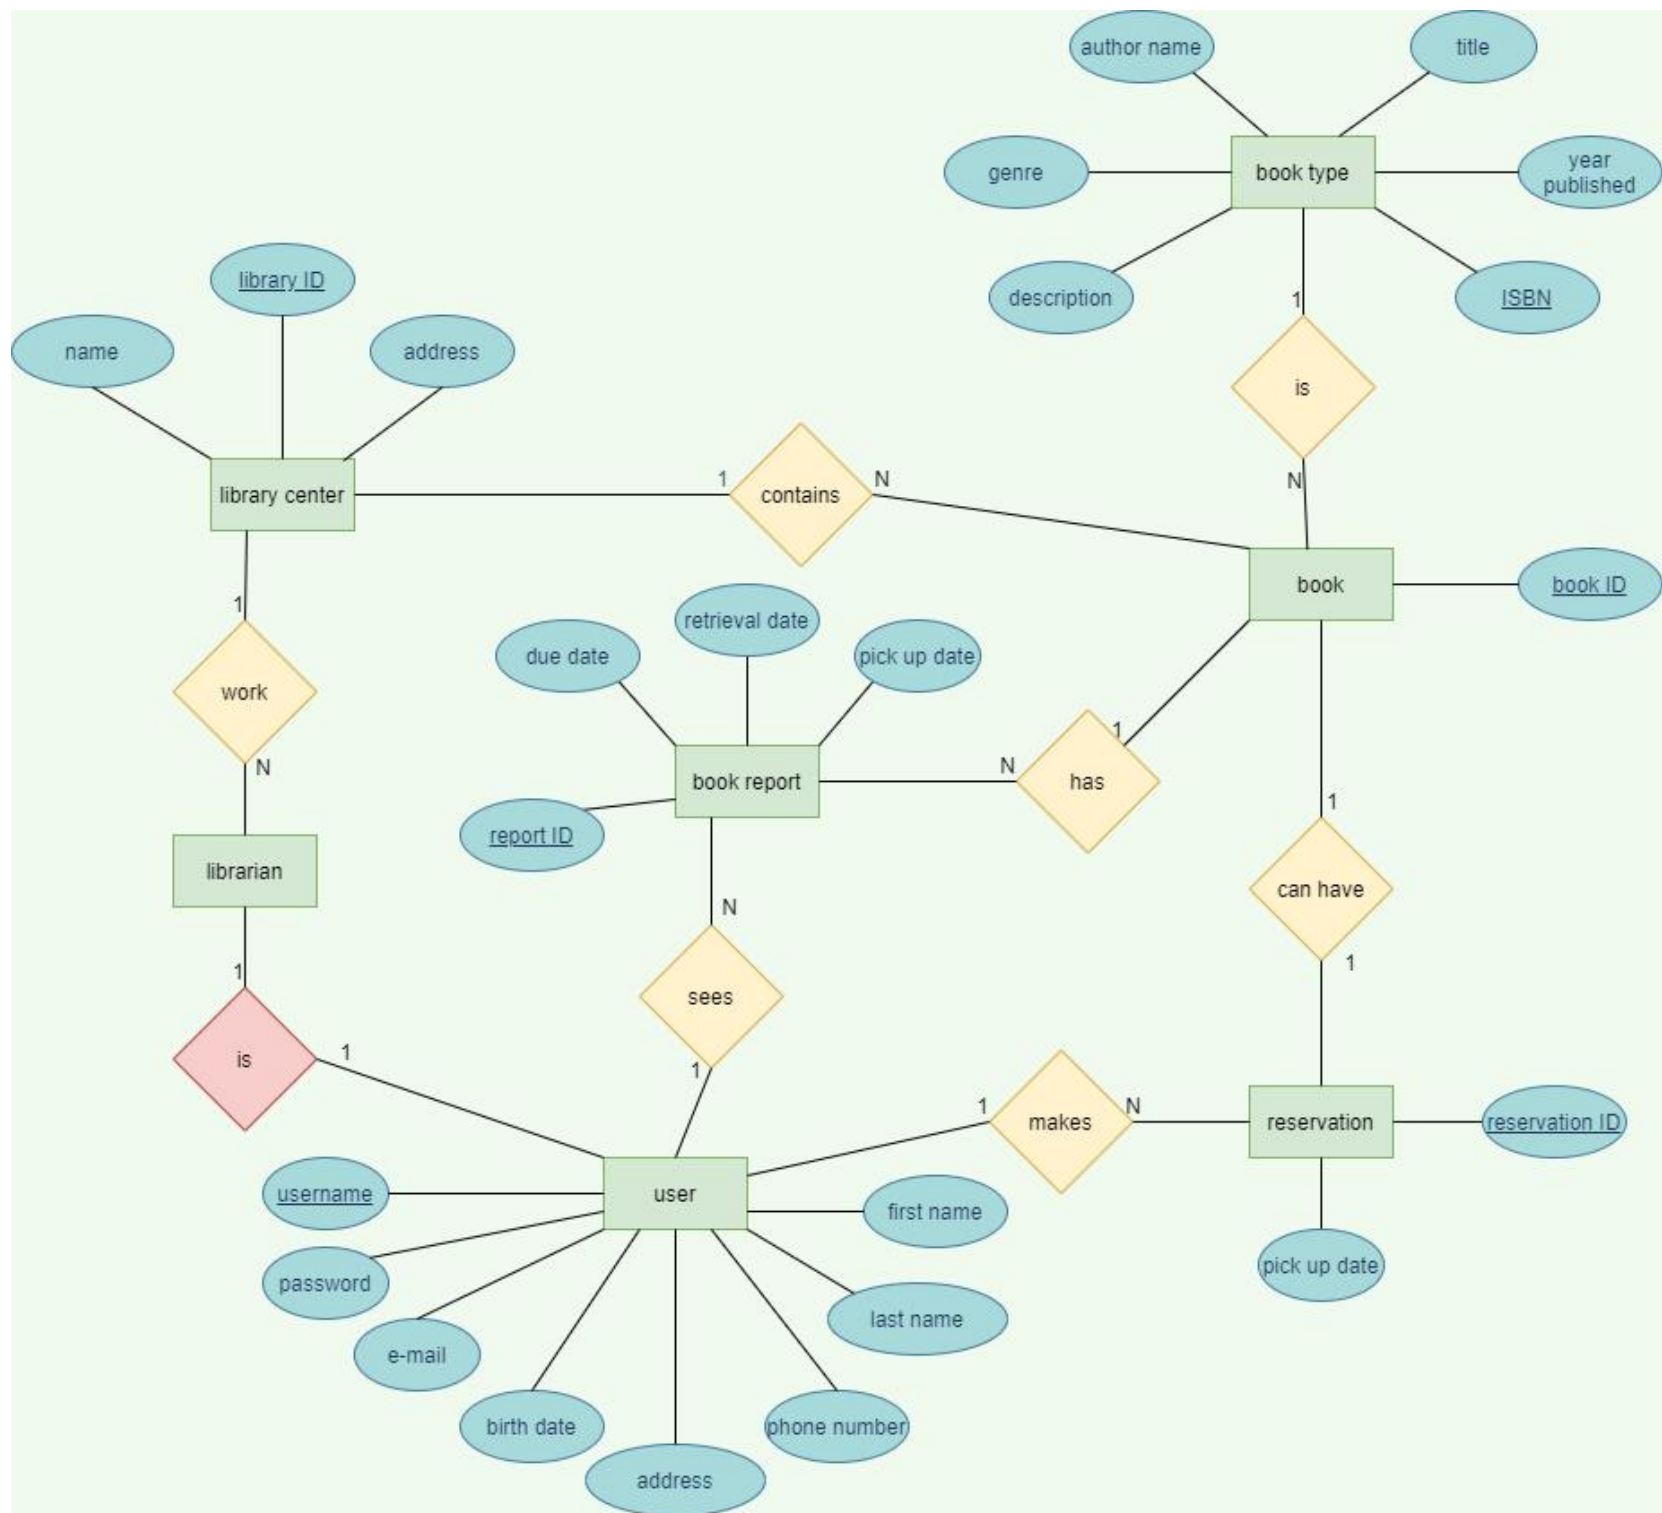 author name
title
genre
book type
year
published
description
ISBN
library ID
name
address
1
is
library center
1
contains
N
N
book
book ID
1
due date
retrieval date
pick up date
work
1
N
book report
N
has
report ID
1
librarian
can have
N
1
1
sees
is
1
1
1
makes
N
reservation
reservation ID
username
user
first name
password
pick up date
last name
e-mail
birth date
phone number
address